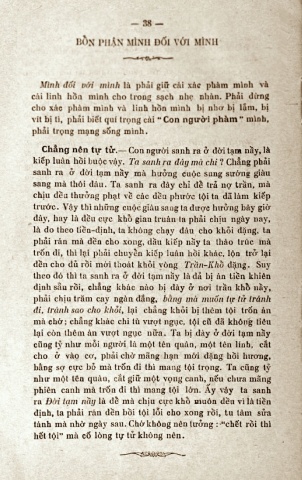 — 38 —
BỔN PHẬN MÌNH ĐỐI VỚI MÌNH
Mình đối với mình là phải giữ cái xác phàm mình và
cái linh hồn mình cho trong sạch nhẹ nhàn. Phải đừng
cho xác phàm mình và linh hồn mình bị nhơ bị lắm, bị
vít bị tì, phải biết quí trọng cái " Con người phàm " mình,
phải trọng mạng sống mình.
Chẳng nên tự tử.— Con người sanh ra ở đời tạm nầy, là
kiếp luân hồi buộc vậy. Ta sanh ra đây mà chi ? Chẳng phải
sanh ra ở đời tạm nầy mà hưởng cuộc sung sướng giàu
sang mà thôi đâu. Ta sanh ra đây chỉ để trả nợ trần, mà
chịu đều thưởng phạt về các đều phước tội ta đã làm kiếp
trước. Vậy thì những cuộc giàu sang ta được hưởng bây giờ
đây, hay là đều cực khổ gian truân ta phải chịu ngày nay,
là do theo tiền-định, ta không chạy đâu cho khỏi đặng, ta
phải ráng mà đền cho xong, dầu kiếp nầy ta tháo trúc mà
trốn đi, thì lại phải chuyển kiếp luân hồi khác, lộn trở lại
đền cho đủ rồi mới thoát khỏi vòng Trần-Khổ đặng. Suy
theo đó thì ta sanh ra ở đời tạm nầy là đã bị án tiền khiên
định sẵn rồi, chẳng khác nào bị đày ở nơi trần khổ nầy,
phải chịu trăm cay ngàn đắng, bằng mà muốn tự tử tránh
đi, tránh sao cho khỏi, lại chẳng khỏi bị thêm tội trốn án
mà chớ; chẳng khác chi tù vượt ngục, tội cũ đã không tiêu
lại còn thêm án vượt ngục nữa. Ta bị đày ở đời tạm nầy
cũng tỷ như mỗi người là một tên quân, một tên lính, cắt
cho ở vào cơ, phải chờ mãng hạn mới đặng hồi hương,
bằng sợ cực bỏ mà trốn đi thì mang tội trọng. Ta cũng tỷ
như một tên quân, cắt giữ một vọng canh, nếu chưa mãng
phiên canh mà trốn đi thì mang tội lớn. Ấy vậy ta sanh
ra Đời tạm nầy là để mà chịu cực khổ muôn đều vì là tiền
định, ta phải ráng đền bồi tội lỗi cho xong rồi, tu tâm sửa
tánh mà nhờ ngày sau. Chớ không nên tưởng : "chết rồi thì
hết tội" mà cố lòng tự tử không nên.